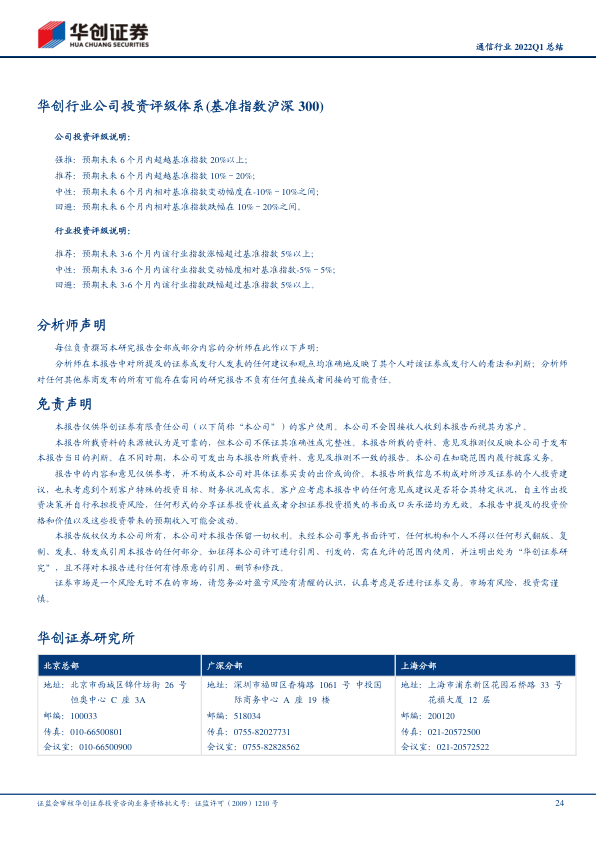 华创证券
HUA CHUANG SECURITIES
通信行业 2022Q1 总结
华创行业公司投资评级体系(基准指数沪深 300)
公司投资评级说明：
强推：预期未来 6 个月内超越基准指数 20%以上；
推荐：预期未来 6 个月内超越基准指数 10%－20%；
中性：预期未来 6 个月内相对基准指数变动幅度在-10%－10%之间；
回避：预期未来 6 个月内相对基准指数跌幅在 10%－20%之间。
行业投资评级说明：
推荐：预期未来 3-6 个月内该行业指数涨幅超过基准指数 5%以上；
中性：预期未来 3-6 个月内该行业指数变动幅度相对基准指数-5%－5%；
回避：预期未来 3-6 个月内该行业指数跌幅超过基准指数 5%以上。
分析师声明
每位负责撰写本研究报告全部或部分内容的分析师在此作以下声明：
分析师在本报告中对所提及的证券或发行人发表的任何建议和观点均准确地反映了其个人对该证券或发行人的看法和判断；分析师
对任何其他券商发布的所有可能存在雷同的研究报告不负有任何直接或者间接的可能责任。
免责声明
本报告仅供华创证券有限责任公司（以下简称“本公司”）的客户使用。本公司不会因接收人收到本报告而视其为客户。
本报告所载资料的来源被认为是可靠的，但本公司不保证其准确性或完整性。本报告所载的资料、意见及推测仅反映本公司于发布
本报告当日的判断。在不同时期，本公司可发出与本报告所载资料、意见及推测不一致的报告。本公司在知晓范围内履行披露义务。
报告中的内容和意见仅供参考，并不构成本公司对具体证券买卖的出价或询价。本报告所载信息不构成对所涉及证券的个人投资建
议，也未考虑到个别客户特殊的投资目标、财务状况或需求。客户应考虑本报告中的任何意见或建议是否符合其特定状况，自主作出投
资决策并自行承担投资风险，任何形式的分享证券投资收益或者分担证券投资损失的书面或口头承诺均为无效。本报告中提及的投资价
格和价值以及这些投资带来的预期收入可能会波动。
本报告版权仅为本公司所有，本公司对本报告保留一切权利。未经本公司事先书面许可，任何机构和个人不得以任何形式翻版、复
制、发表、转发或引用本报告的任何部分。如征得本公司许可进行引用、刊发的，需在允许的范围内使用，并注明出处为“华创证券研
究”，且不得对本报告进行任何有悖原意的引用、删节和修改。
证券市场是一个风险无时不在的市场，请您务必对盈亏风险有清醒的认识，认真考虑是否进行证券交易。市场有风险，投资需谨
慎。
华创证券研究所
北京总部 广深分部 上海分部
地址：北京市西城区锦什坊街 26 号 地址：深圳市福田区香梅路 1061 号 中投国 地址：上海市浦东新区花园石桥路 33 号
恒奥中心 C 座 3A 际商务中心 A 座 19 楼 花旗大厦 12 层
邮编：100033 邮编：518034 邮编：200120
传真：010-66500801 传真：0755-82027731 传真：021-20572500
会议室：010-66500900 会议室：0755-82828562 会议室：021-20572522
证监会审核华创证券投资咨询业务资格批文号：证监许可（2009）1210 号 24